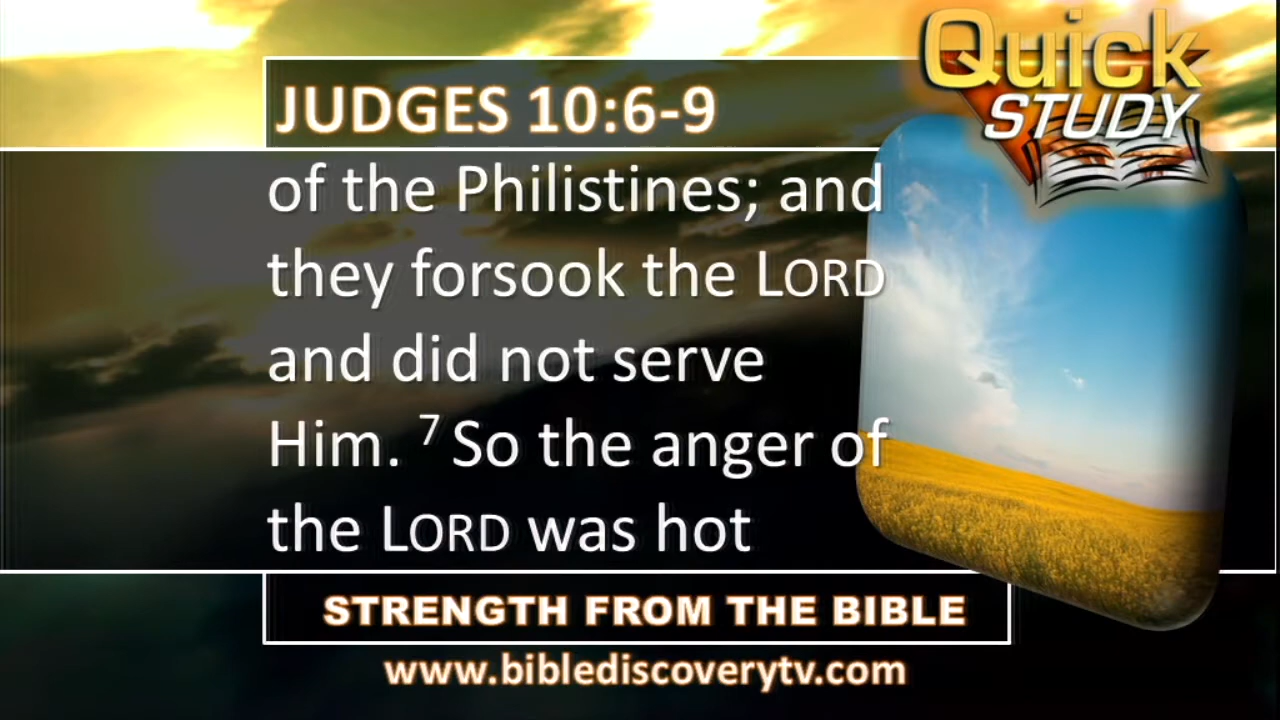 Quick
STUDY
JUDGES 10:6-9
of the Philistines; and
they forsook the LORD
and did not serve
Him. ⁷ So the anger of
the LORD was hot
STRENGTH FROM THE BIBLE
www.biblediscoverytv.com